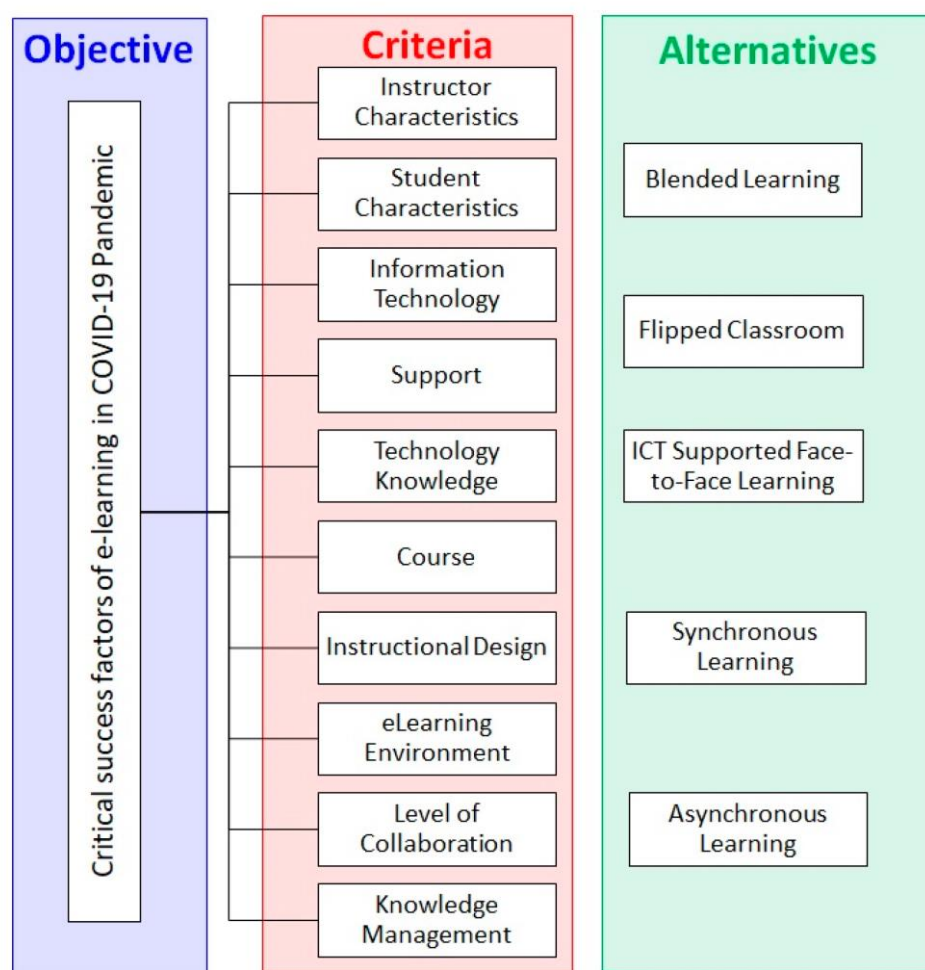 Objective
Critical success factors of e-learning in COVID-19 Pandemic
Criteria
Instructor
Characteristics
Student
Characteristics
Information
Technology
Support
Technology
Knowledge
Course
Instructional Design
eLearning
Environment
Level of
Collaboration
Knowledge
Management
Alternatives
Blended Learning
Flipped Classroom
ICT Supported Face-
to-Face Learning
Synchronous
Learning
Asynchronous
Learning